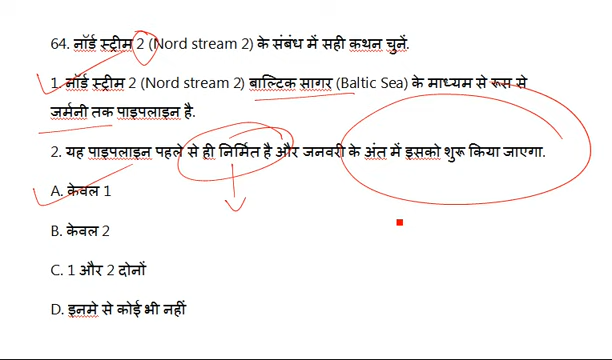 64. नॉर्ड स्ट्रीम 2 (Nord stream 2) के संबंध में सही कथन चुनें.
1. नॉर्ड स्ट्रीम 2 (Nord stream 2) बाल्टिक सागर (Baltic Sea) के माध्यम से रूस से
जर्मनी तक पाइपलाइन है.
2. यह पाइपलाइन पहले से ही निर्मित है और जनवरी के अंत में इसको शुरू किया जाएगा.
A. केवल 1
B. केवल 2
C. 1 और 2 दोनों
D. इनमे से कोई भी नहीं